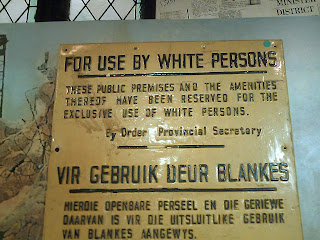 MINISTER
DISTRICT
FOR USE BY WHITE PERSONS
THESE PUBLIC PREMISES AND THE AMENITIES
THEREOF HAVE BEEN RESERVED FOR THE
EXCLUSIVE USE OF WHITE PERSONS.
By Order Provincial Secretary
VIR GEBRUIK DEUR BLANKES
HIERDIE OPENBARE PERSEEL EN DIE GERIEWE
DAARVAN IS VIR DIE UITSLUITLIKE GEBRUIK
VAN BLANKES AANGEWYS.